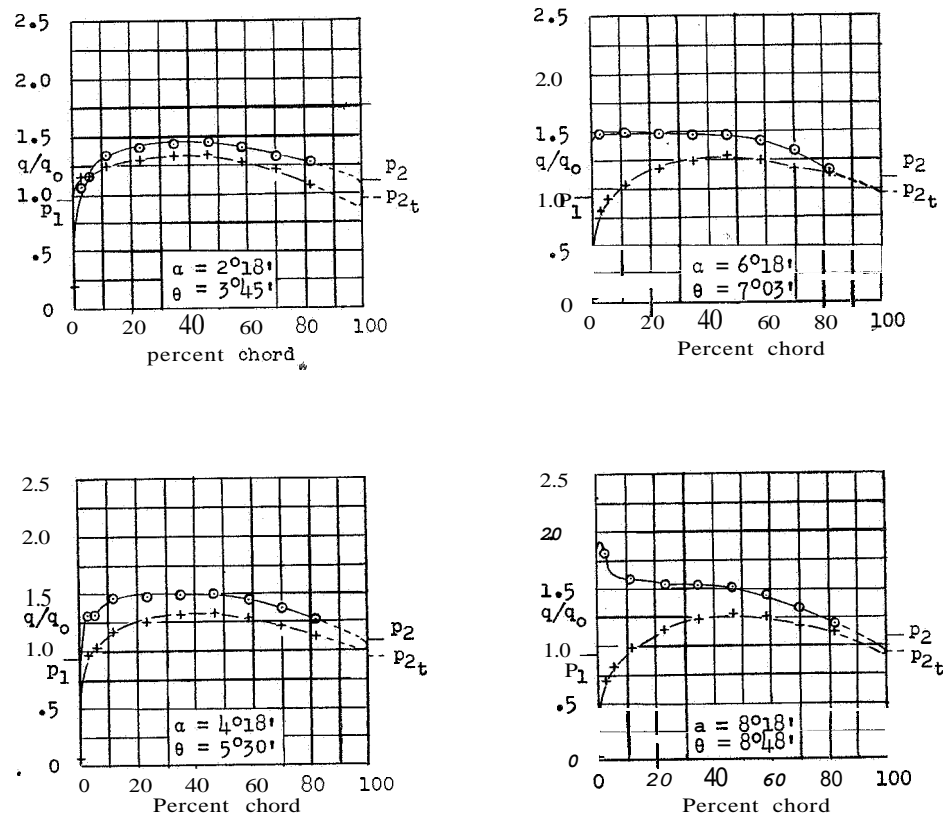 2.5
2.0
1.5
q/q₀
1.0
P₁
.5
0
p₂
p₂ₜ
α = 2°18'
θ = 3°45'
0 20 40 60 80 100
percent chord
2.5
2.0
1.5
q/q₀
1.0
P₁
.5
0
p₂
p₂ₜ
α = 6°18'
θ = 7°03'
0 20 40 60 80 100
Percent chord
2.5
2.0
1.5
q/q₀
1.0
p₁
.5
0
p₂
p₂ₜ
α = 4°18'
θ = 5°30'
0 20 40 60 80 100
Percent chord
2.5
20
1.5
q/q₀
1.0
P₁
.5
0
p₂
p₂ₜ
a = 8°18'
θ = 8°48'
0 20 40 60 80 100
Percent chord